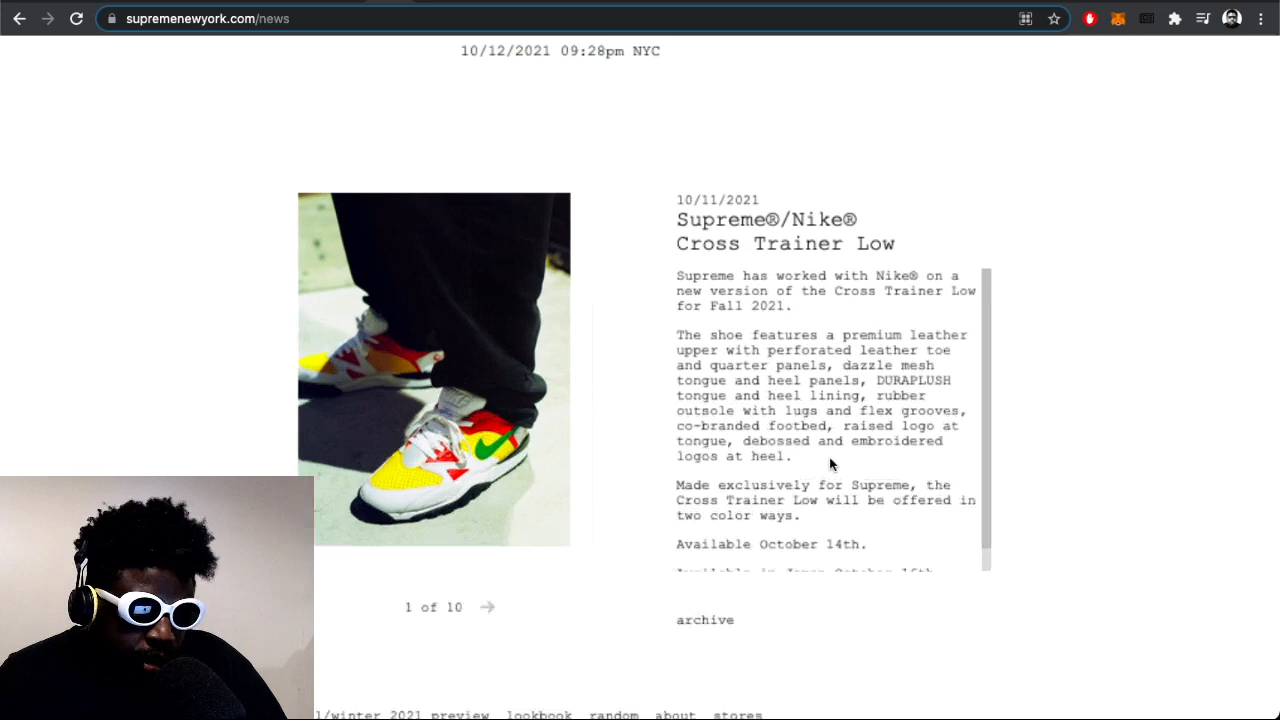 supremenewyork.com/news
10/12/2021 09:28pm NYC
10/11/2021
Supreme®/Nike®
Cross Trainer Low
Supreme has worked with Nike® on a
new version of the Cross Trainer Low
for Fall 2021.
The shoe features a premium leather
upper with perforated leather toe
and quarter panels, dazzle mesh
tongue and heel panels, DURAPLUSH
tongue and heel lining, rubber
outsole with lugs and flex grooves,
co-branded footbed, raised logo at
tongue, debossed and embroidered
logos at heel.
Made exclusively for Supreme, the
Cross Trainer Low will be offered in
two color ways.
Available October 14th.
Available in Japan October 16th.
1 of 10
archive
l/winter 2021 preview lookbook random about stores